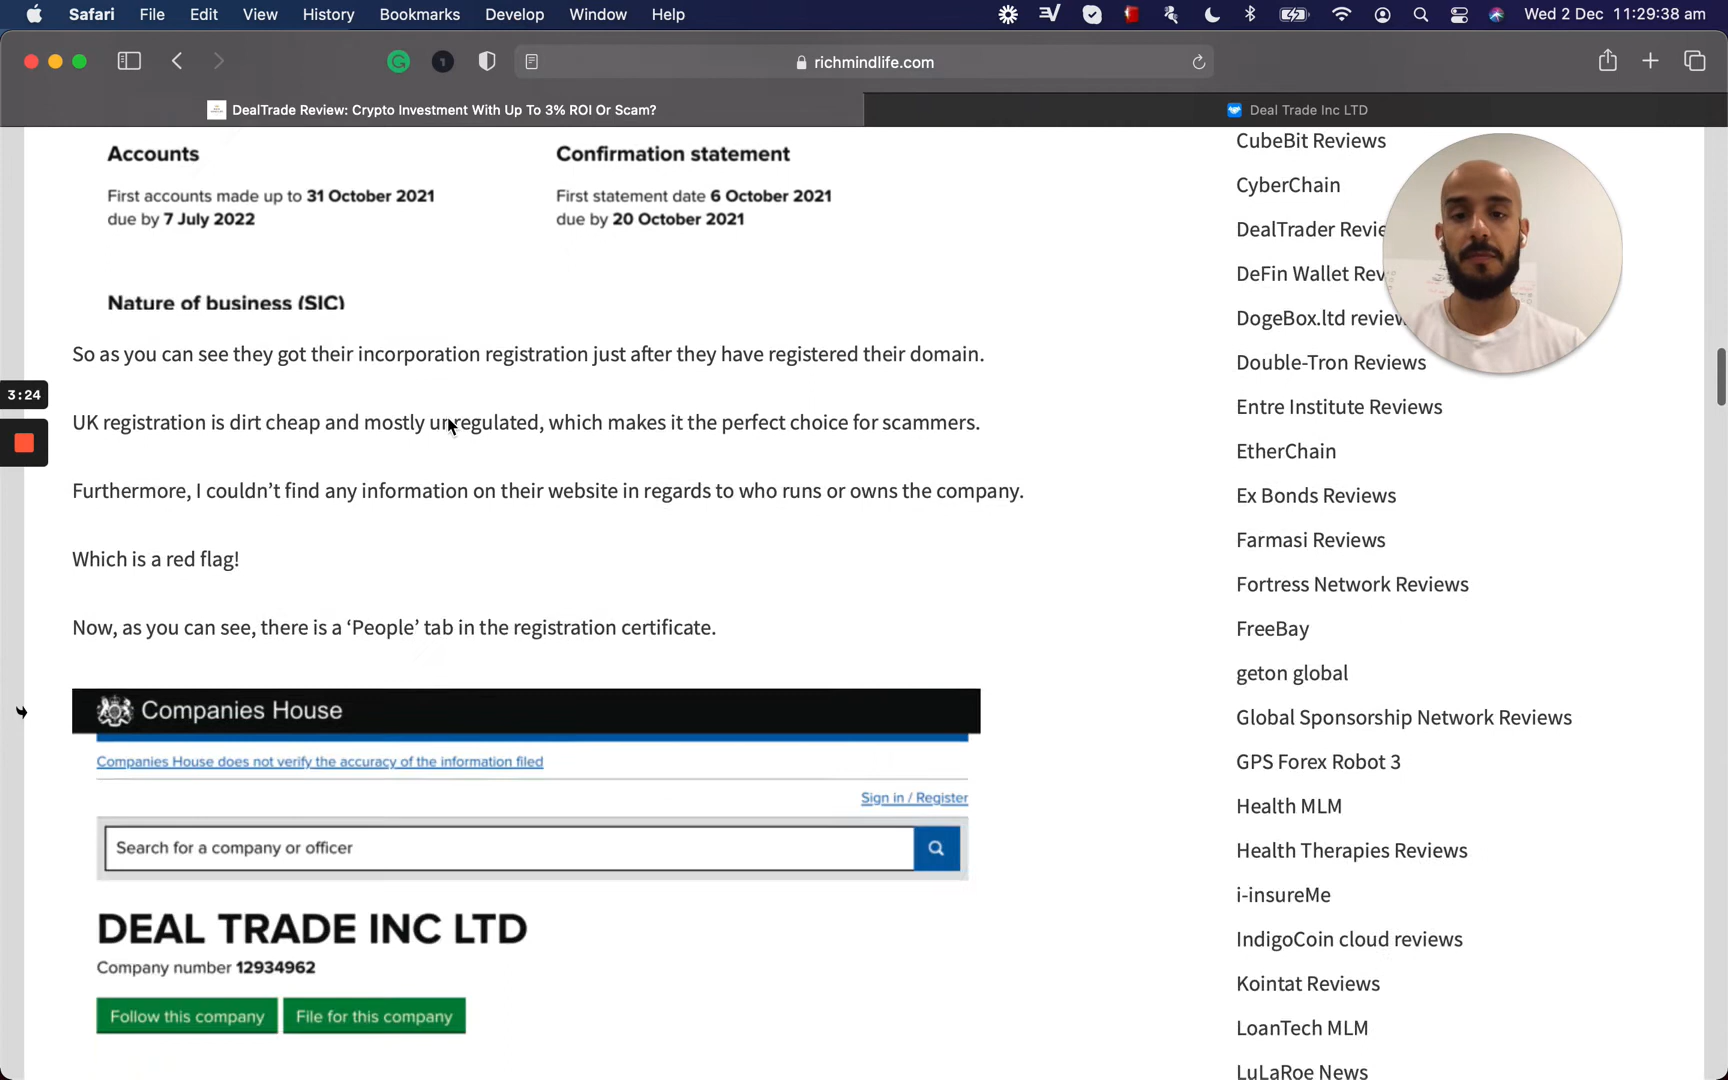 Safari File Edit View History Bookmarks Develop Window Help Wed 2 Dec 11:29:38 am
richmindlife.com
DealTrade Review: Crypto Investment With Up To 3% ROI Or Scam?
Deal Trade Inc LTD
Accounts
Confirmation statement
First accounts made up to 31 October 2021
due by 7 July 2022
First statement date 6 October 2021
due by 20 October 2021
Nature of business (SIC)
So as you can see they got their incorporation registration just after they have registered their domain.
3:24
UK registration is dirt cheap and mostly unregulated, which makes it the perfect choice for scammers.
Furthermore, I couldn't find any information on their website in regards to who runs or owns the company.
Which is a red flag!
Now, as you can see, there is a ‘People’ tab in the registration certificate.
Companies House
Companies House does not verify the accuracy of the information filed
Sign in / Register
Search for a company or officer
DEAL TRADE INC LTD
Company number 12934962
Follow this company
File for this company
CubeBit Reviews
CyberChain
DealTrader Revie
DeFin Wallet Rev
DogeBox.ltd review
Double-Tron Reviews
Entre Institute Reviews
EtherChain
Ex Bonds Reviews
Farmasi Reviews
Fortress Network Reviews
FreeBay
geton global
Global Sponsorship Network Reviews
GPS Forex Robot 3
Health MLM
Health Therapies Reviews
i-insureMe
IndigoCoin cloud reviews
Kointat Reviews
LoanTech MLM
LuLaRoe News